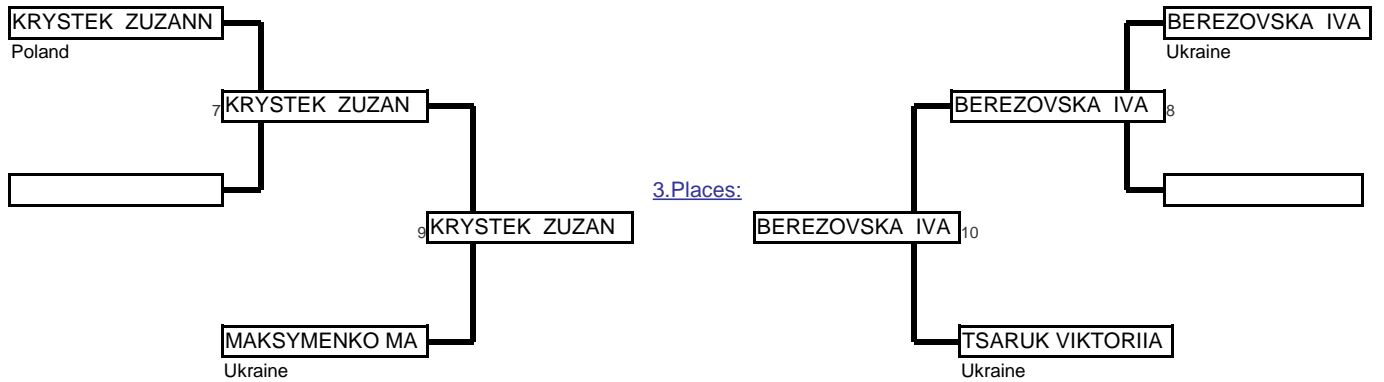 KRYSTEK ZUZANN
Poland
7 KRYSTEK ZUZAN
9 KRYSTEK ZUZAN
MAKSYMENKO MA
Ukraine
3.Places:
BEREZOVSKA IVA
Ukraine
BEREZOVSKA IVA 8
BEREZOVSKA IVA 10
TSARUK VIKTORIIA
Ukraine